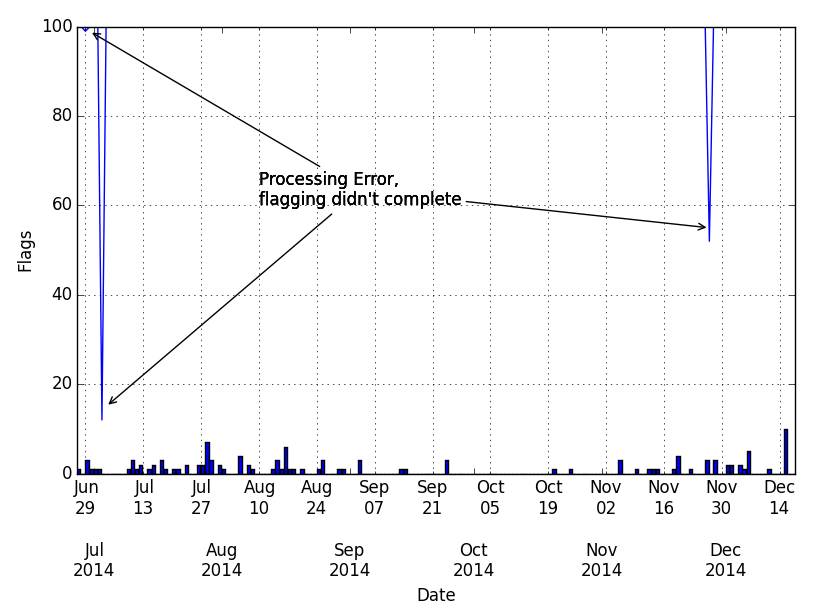 100
80
60
40
20
0
Flags
Processing Error,
flagging didn't complete
Jun Jul Jul Aug Aug Sep Sep Oct Oct Nov Nov Nov Dec
29 13 27 10 24 07 21 05 19 02 16 30 14
Jul Aug Sep Oct Nov Dec
2014 2014 2014 2014 2014 2014
Date